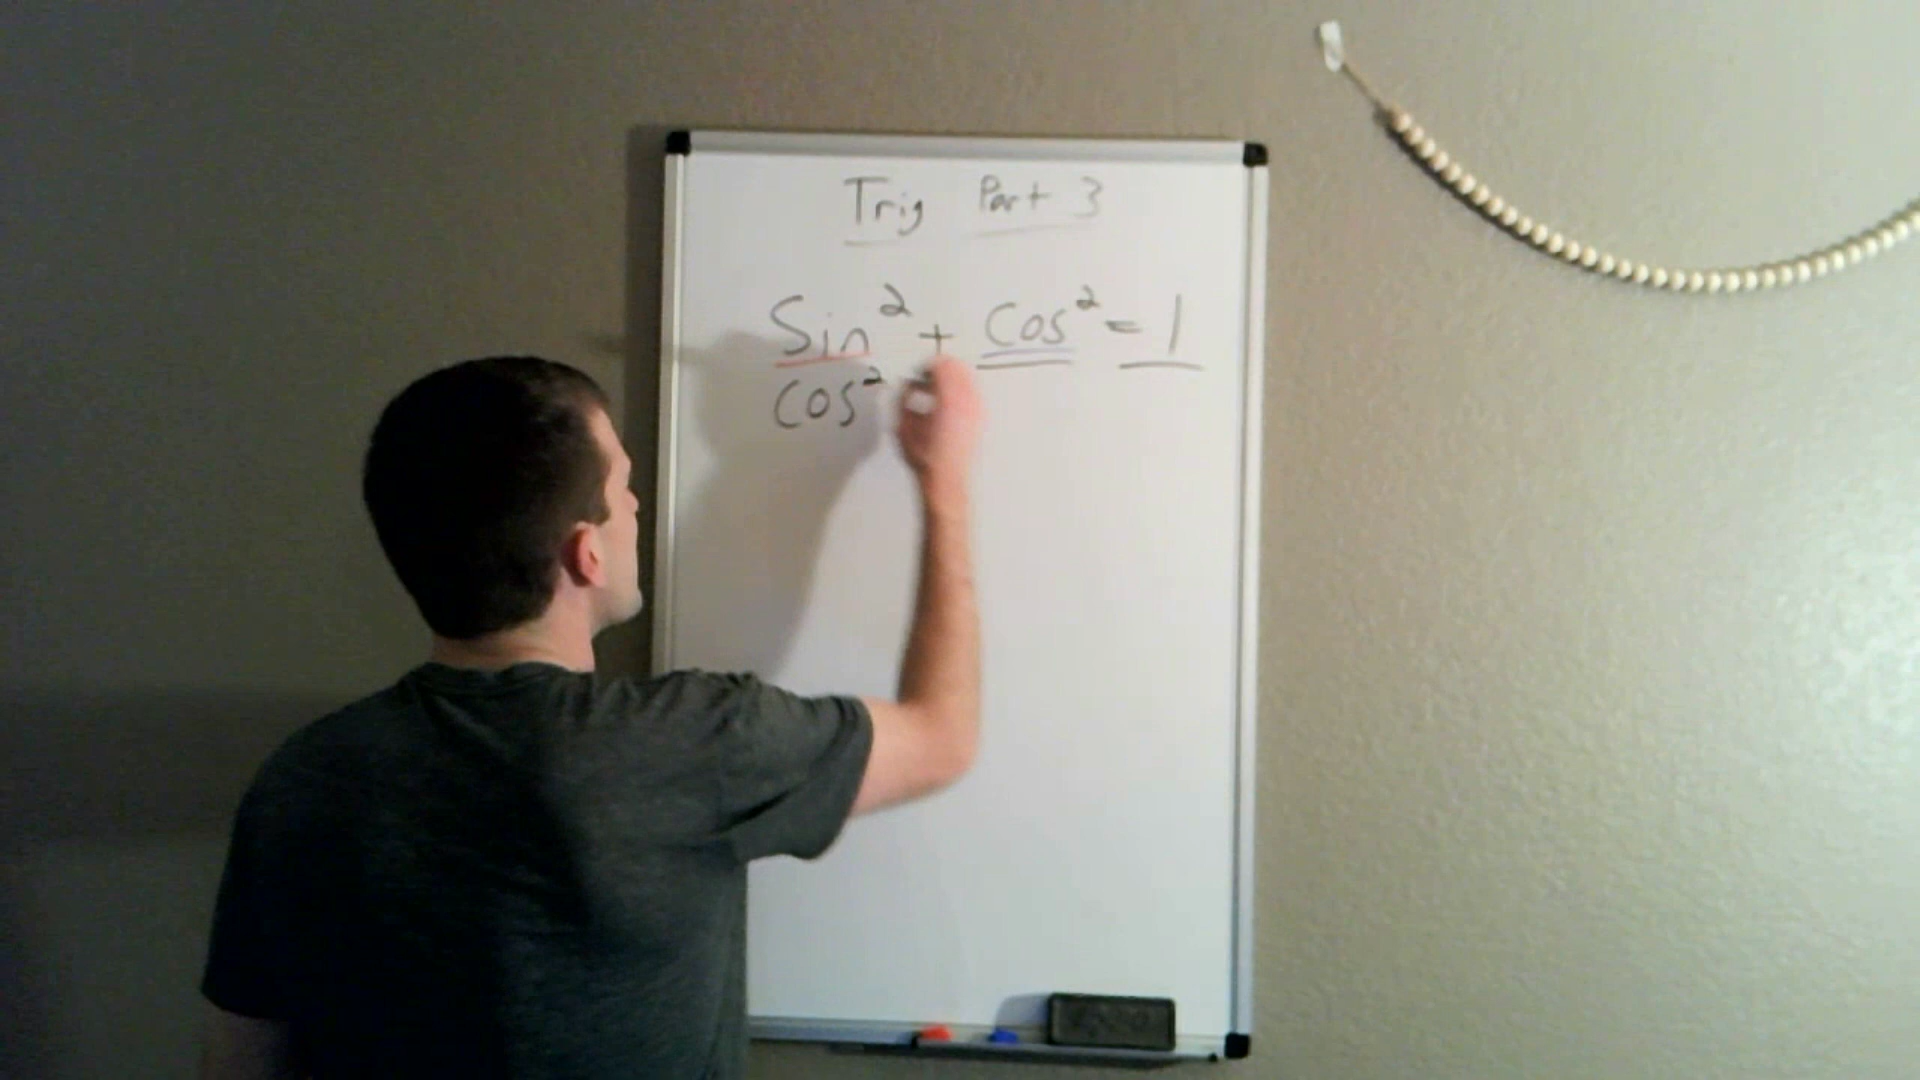 Trig Part 3
Sin² + Cos² = 1
Cos²